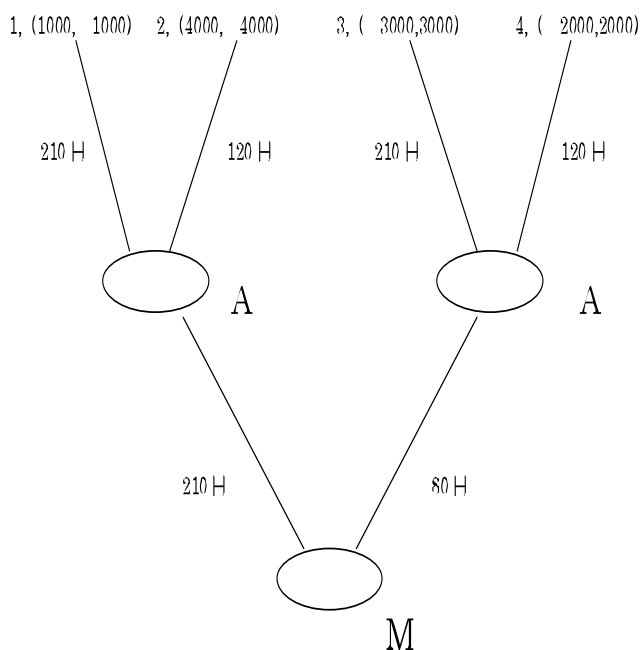 1, (1000, 1000) 2, (4000, 4000) 3, ( 3000,3000) 4, ( 2000,2000)
210 H 120 H 210 H 120 H
A A
210 H 80 H
M